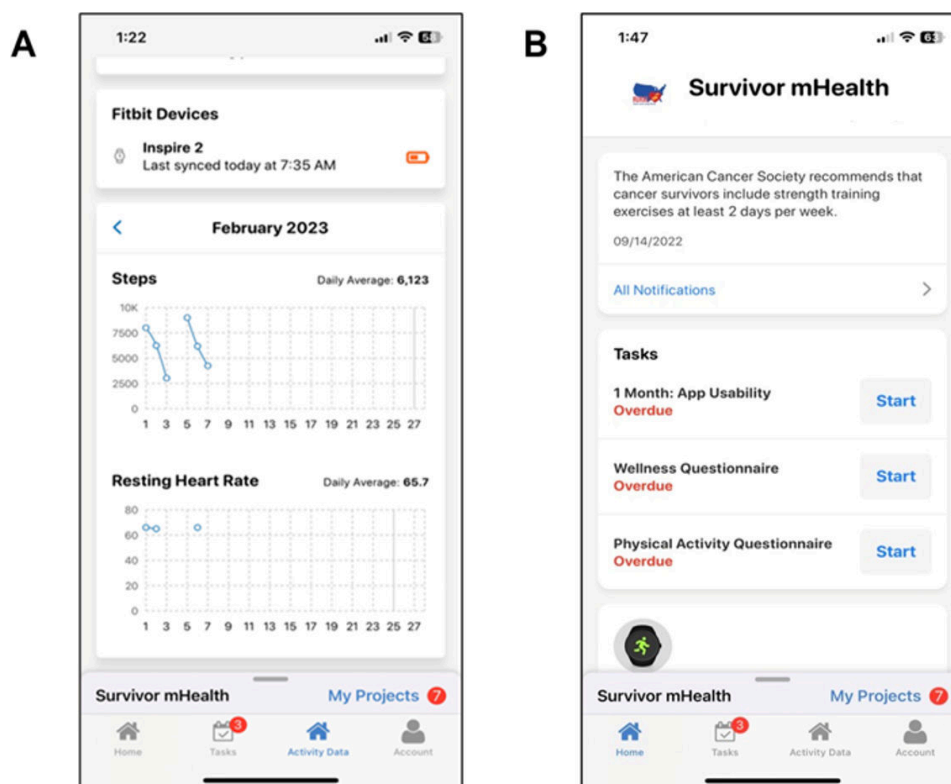 A
1:22
Fitbit Devices
Inspire 2
Last synced today at 7:35 AM
February 2023
Steps
Daily Average: 6,123
10K
7500
5000
2500
0
1 3 5 7 9 11 13 15 17 19 21 23 25 27
Resting Heart Rate
Daily Average: 65.7
80
60
40
20
0
1 3 5 7 9 11 13 15 17 19 21 23 25 27
Survivor mHealth
My Projects 7
3
Home Tasks Activity Data Account
B
1:47
63
Survivor mHealth
The American Cancer Society recommends that
cancer survivors include strength training
exercises at least 2 days per week.
09/14/2022
All Notifications
Tasks
1 Month: App Usability
Overdue
Start
Wellness Questionnaire
Overdue
Start
Physical Activity Questionnaire
Overdue
Start
Survivor mHealth
My Projects 7
3
Home Tasks Activity Data Account